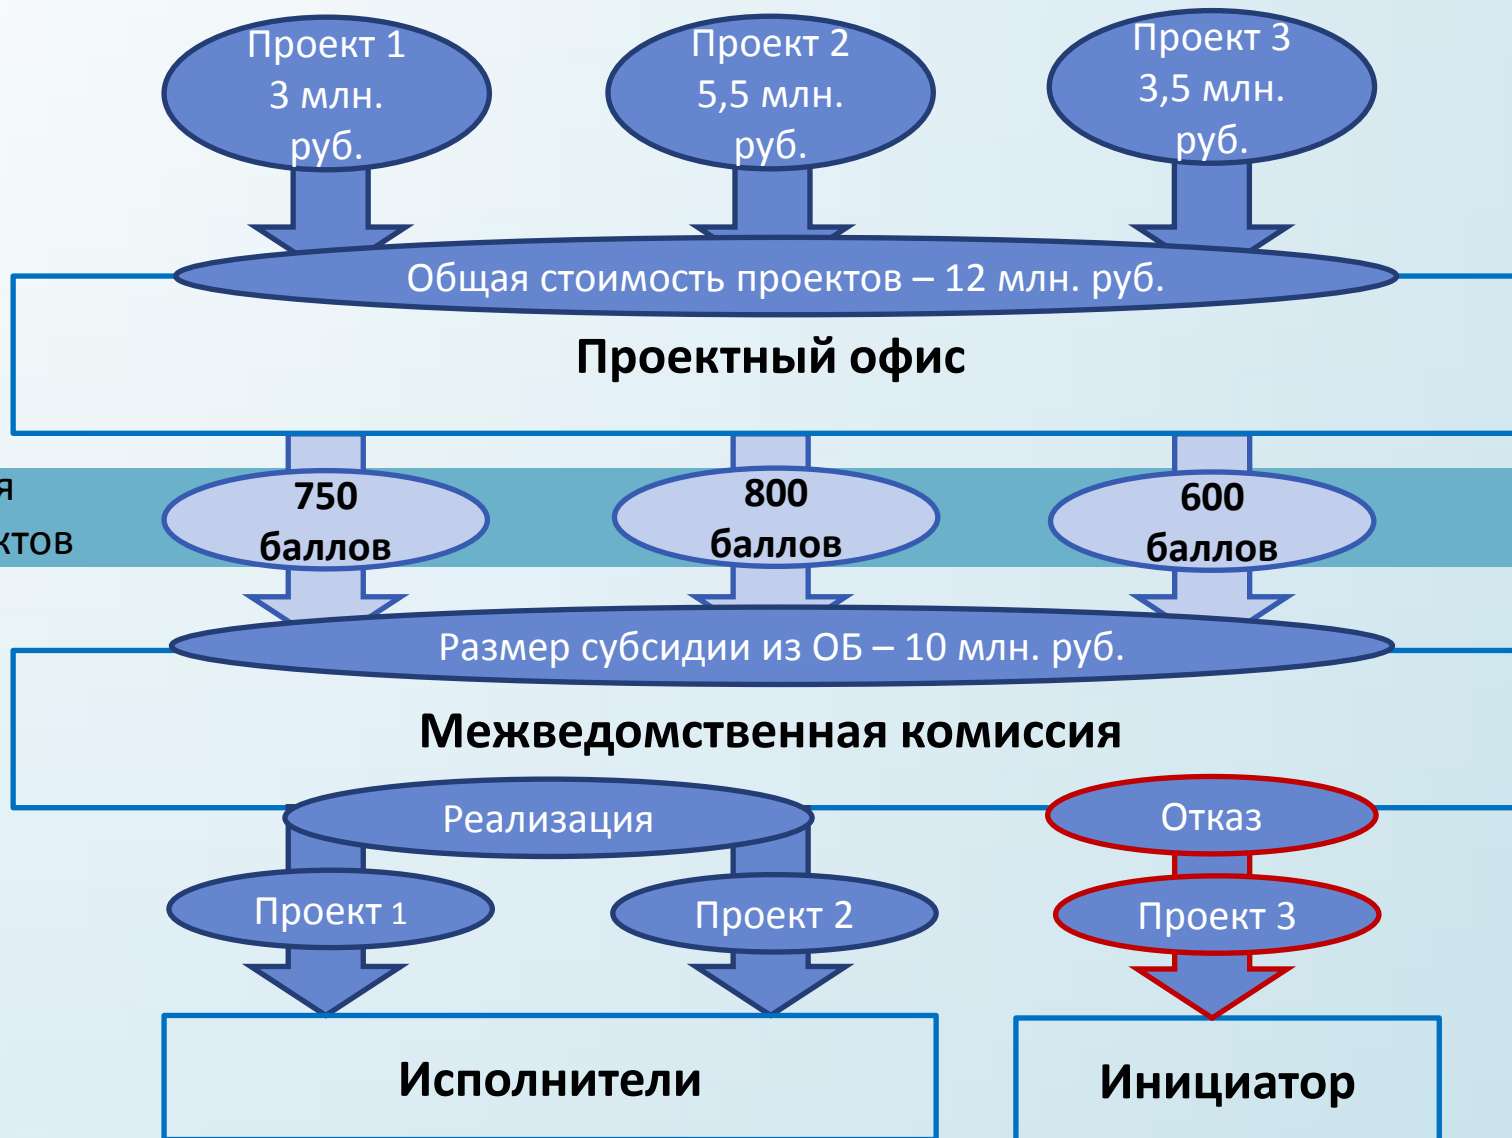 Проект 1
3 млн.
руб.
Проект 2
5,5 млн.
руб.
Проект 3
3,5 млн.
руб.
Общая стоимость проектов – 12 млн. руб.
Проектный офис
750
баллов
800
баллов
600
баллов
Размер субсидии из ОБ – 10 млн. руб.
Межведомственная комиссия
Реализация
Отказ
Проект 1
Проект 2
Проект 3
Исполнители
Инициатор